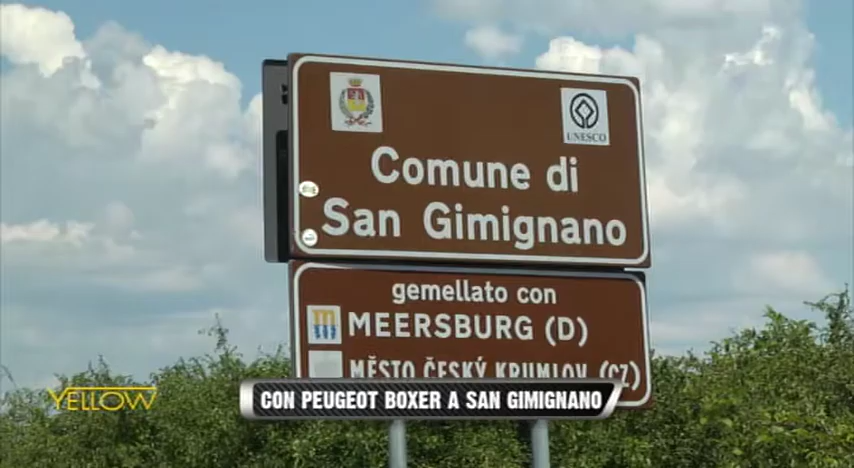 UNESCO
Comune di
San Gimignano
gemellato con
MEERSBURG (D)
MĚSTO ČESKÝ KRUMLOV (CZ)
YELLOW
CON PEUGEOT BOXER A SAN GIMIGNANO